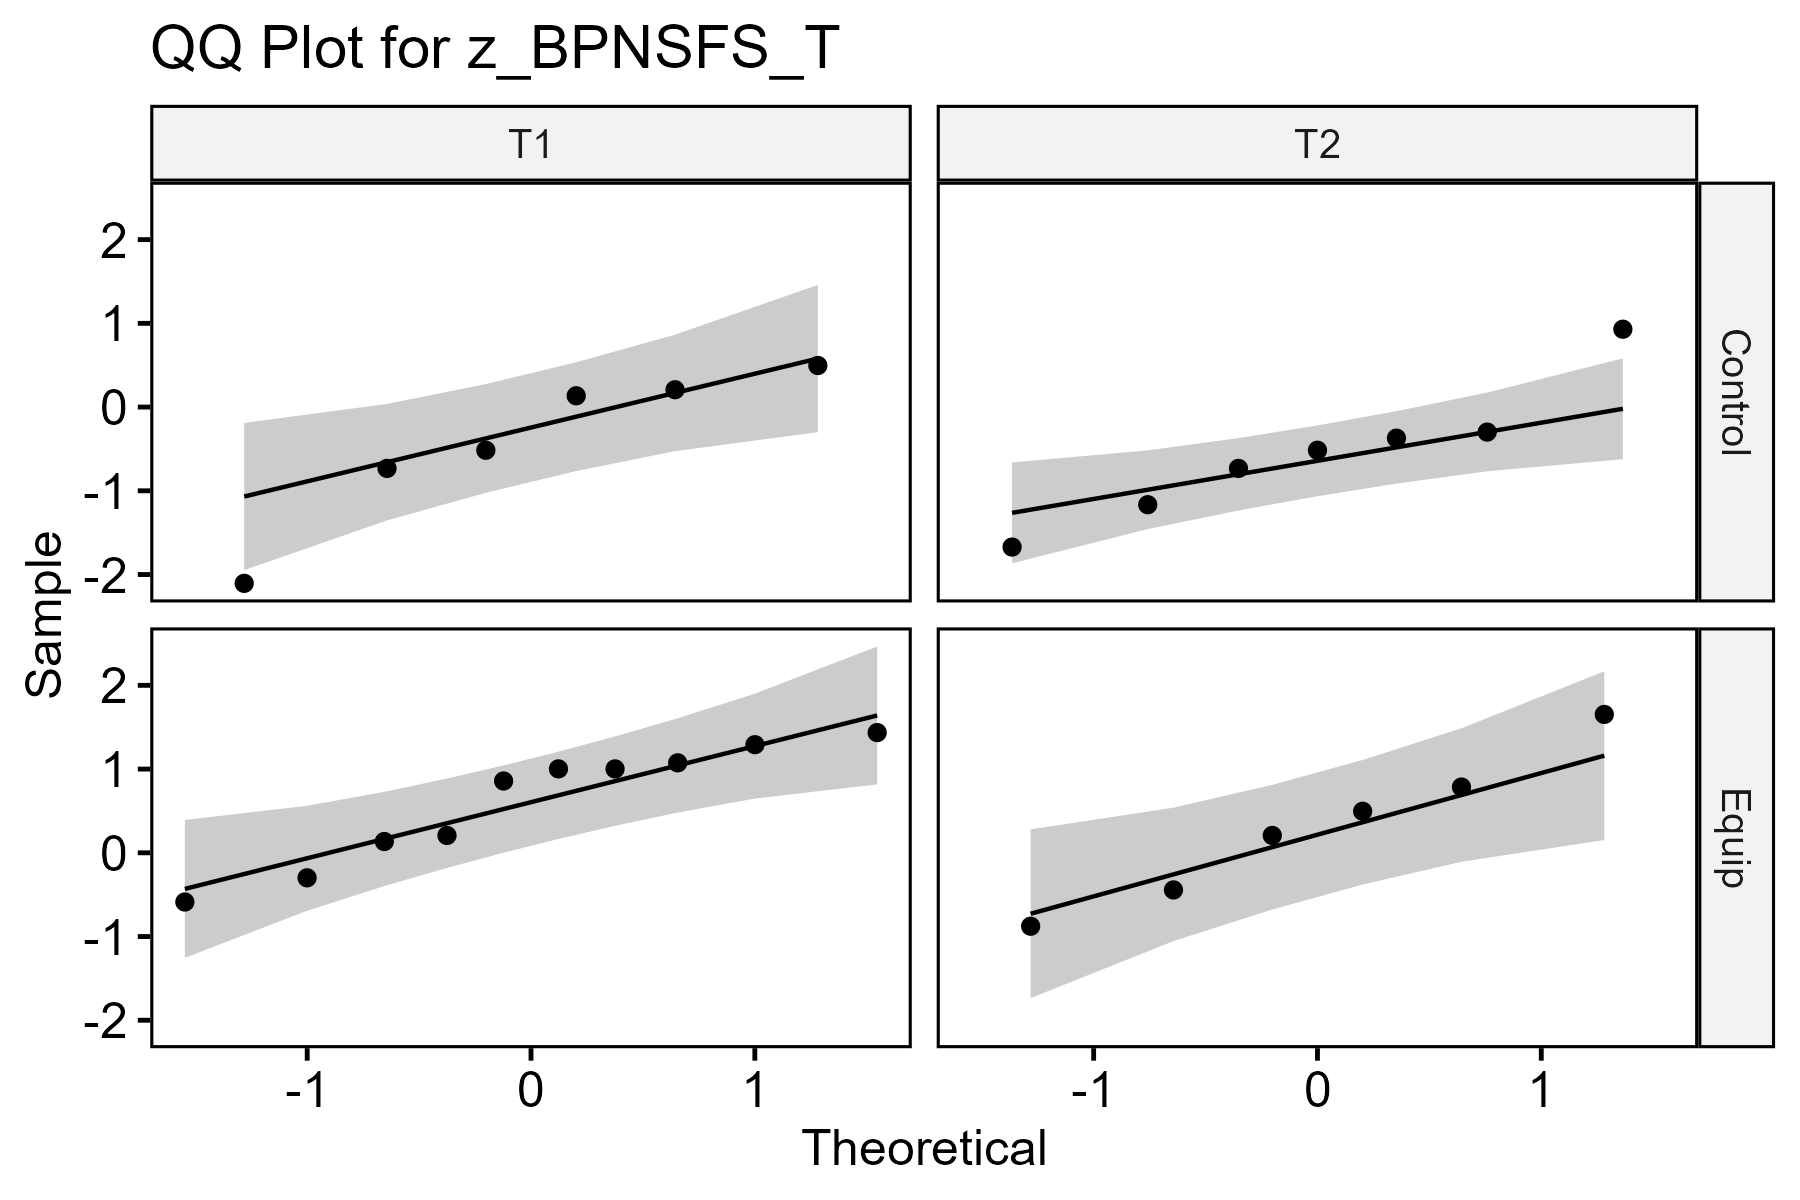 QQ Plot for z_BPNSFS_T
T1
T2
2
1
0
-1
-2
Control
Sample
2
1
0
-1
-2
Equip
-1
0
1
-1
0
1
Theoretical